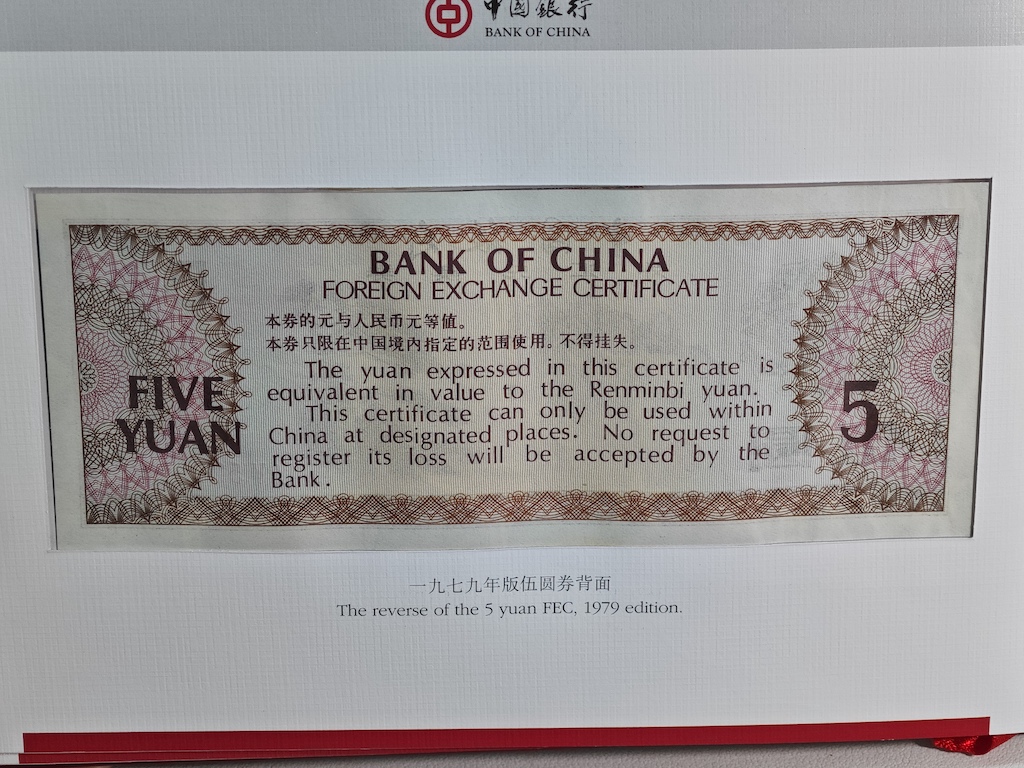 中国銀行
BANK OF CHINA
BANK OF CHINA
FOREIGN EXCHANGE CERTIFICATE
本券的元与人民币元等值。
本券只限在中国境内指定的范围使用。不得挂失。
The yuan expressed in this certificate is
equivalent in value to the Renminbi yuan.
This certificate can only be used within
China at designated places. No request to
register its loss will be accepted by the
Bank.
FIVE
YUAN
5
一九七九年版伍圆券背面
The reverse of the 5 yuan FEC, 1979 edition.